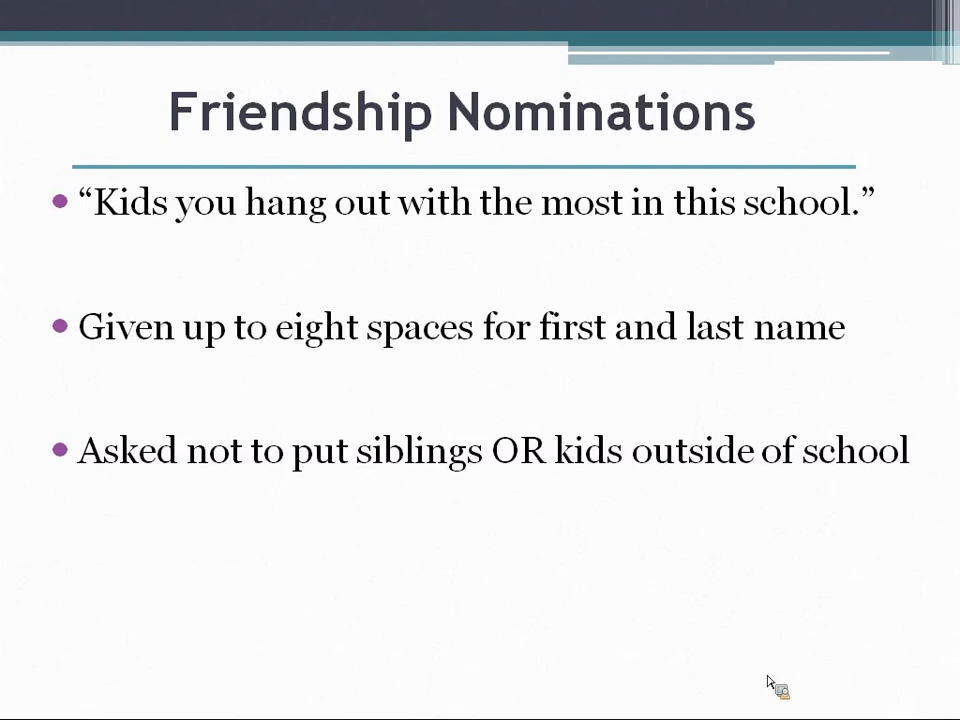 Friendship Nominations
“Kids you hang out with the most in this school.”
Given up to eight spaces for first and last name
Asked not to put siblings OR kids outside of school